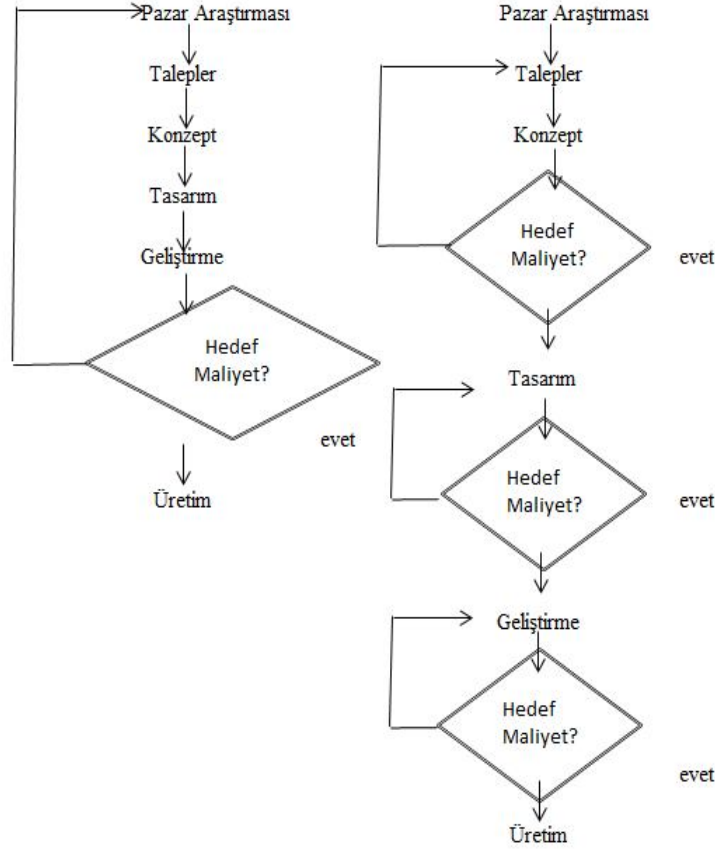 Pazar Araştırması
Talepler
Konzept
Tasarım
Geliştirme
Hedef
Maliyet?
evet
Üretim
Pazar Araştırması
Talepler
Konzept
Hedef
Maliyet?
evet
Tasarım
Hedef
Maliyet?
evet
Geliştirme
Hedef
Maliyet?
evet
Üretim